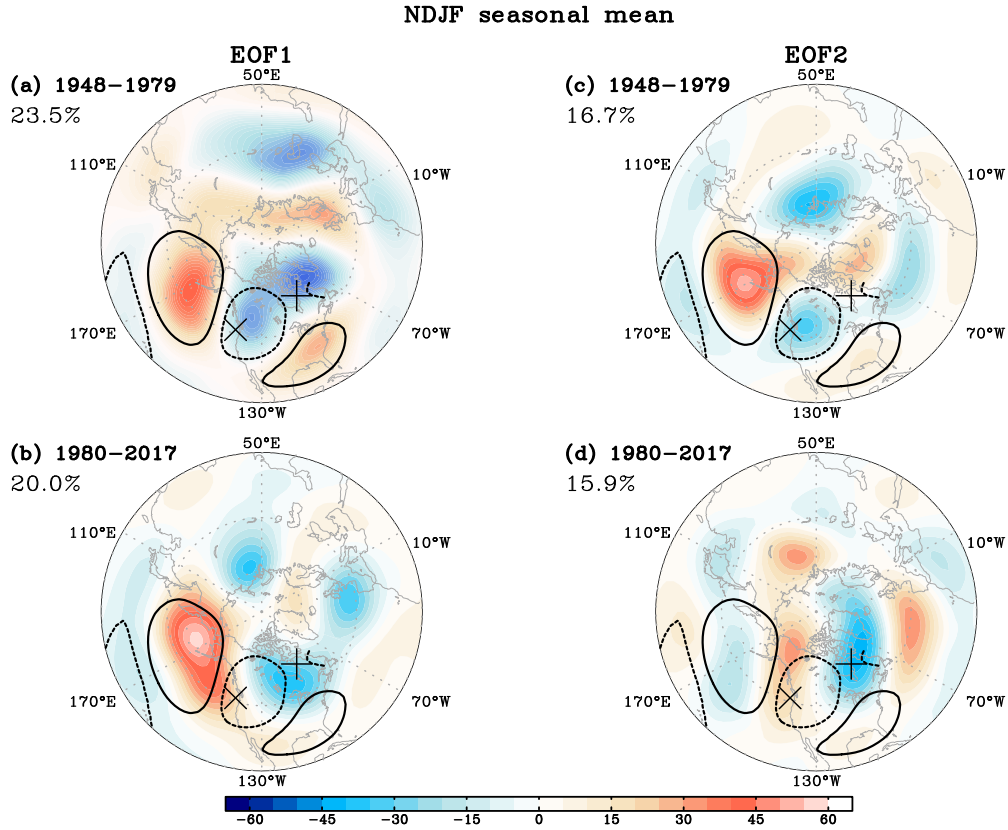 NDJF seasonal mean
EOF1
EOF2
(a) 1948−1979
50°E
(c) 1948−1979
50°E
23.5%
16.7%
110°E
10°W
110°E
10°W
170°E
70°W
170°E
70°W
130°W
130°W
(b) 1980−2017
50°E
(d) 1980−2017
50°E
20.0%
15.9%
110°E
10°W
110°E
10°W
170°E
70°W
170°E
70°W
130°W
130°W
−60 −45 −30 −15 0 15 30 45 60